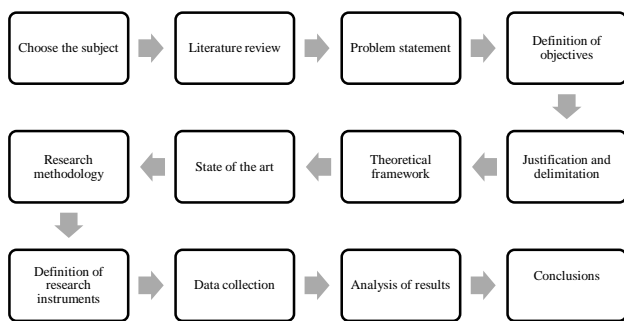 Choose the subject
Literature review
Problem statement
Definition of
objectives
Justification and
delimitation
Theoretical
framework
State of the art
Research
methodology
Definition of
research
instruments
Data collection
Analysis of results
Conclusions